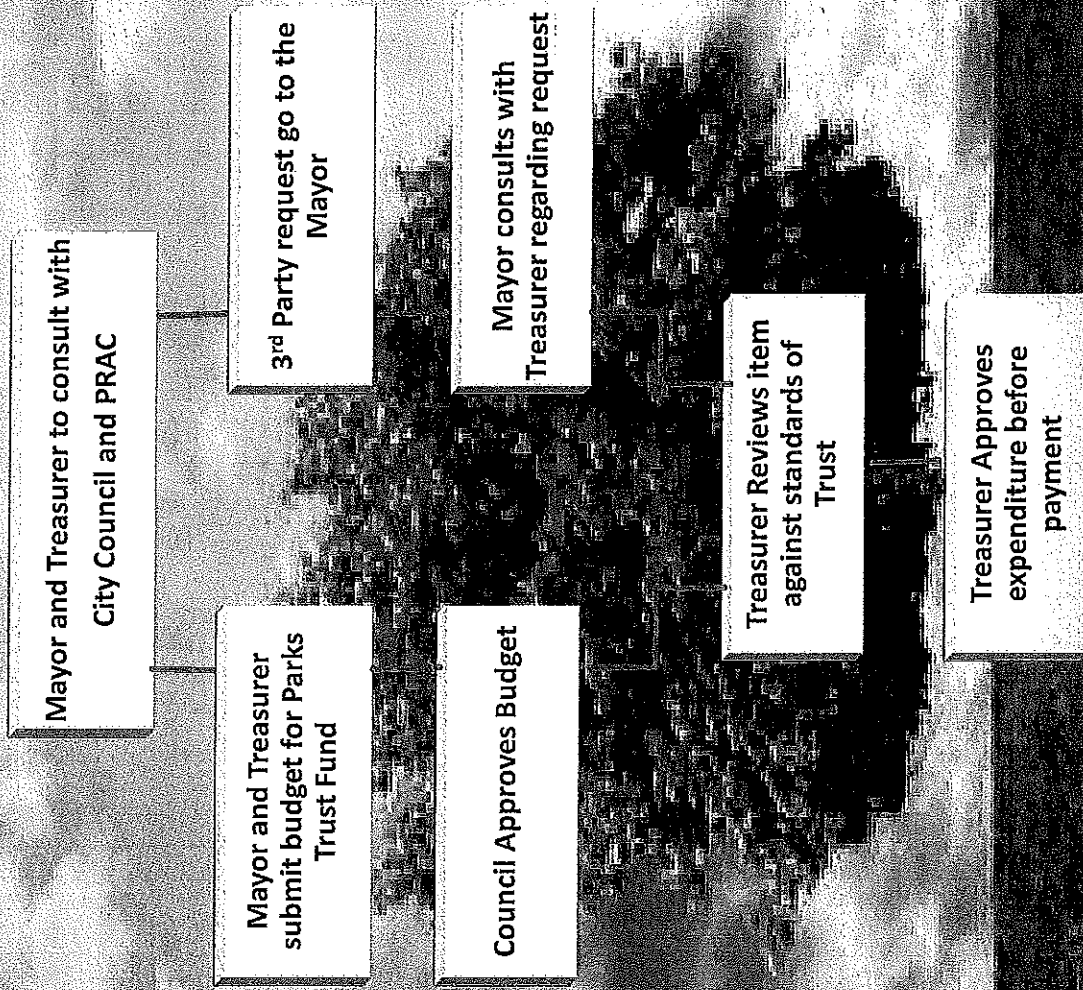 Mayor and Treasurer to consult with
City Council and PRAC
Mayor and Treasurer
submit budget for Parks
Trust Fund
3rd Party request go to the
Mayor
Council Approves Budget
Mayor consults with
Treasurer regarding request
Treasurer Reviews item
against standards of
Trust
Treasurer Approves
expenditure before
payment